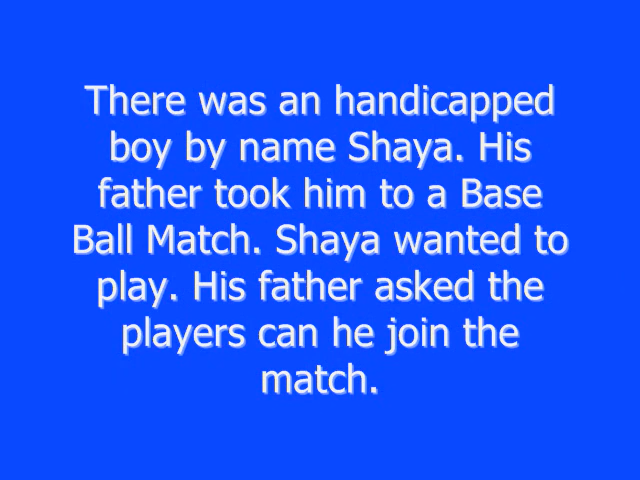 There was an handicapped
boy by name Shaya. His
father took him to a Base
Ball Match. Shaya wanted to
play. His father asked the
players can he join the
match.